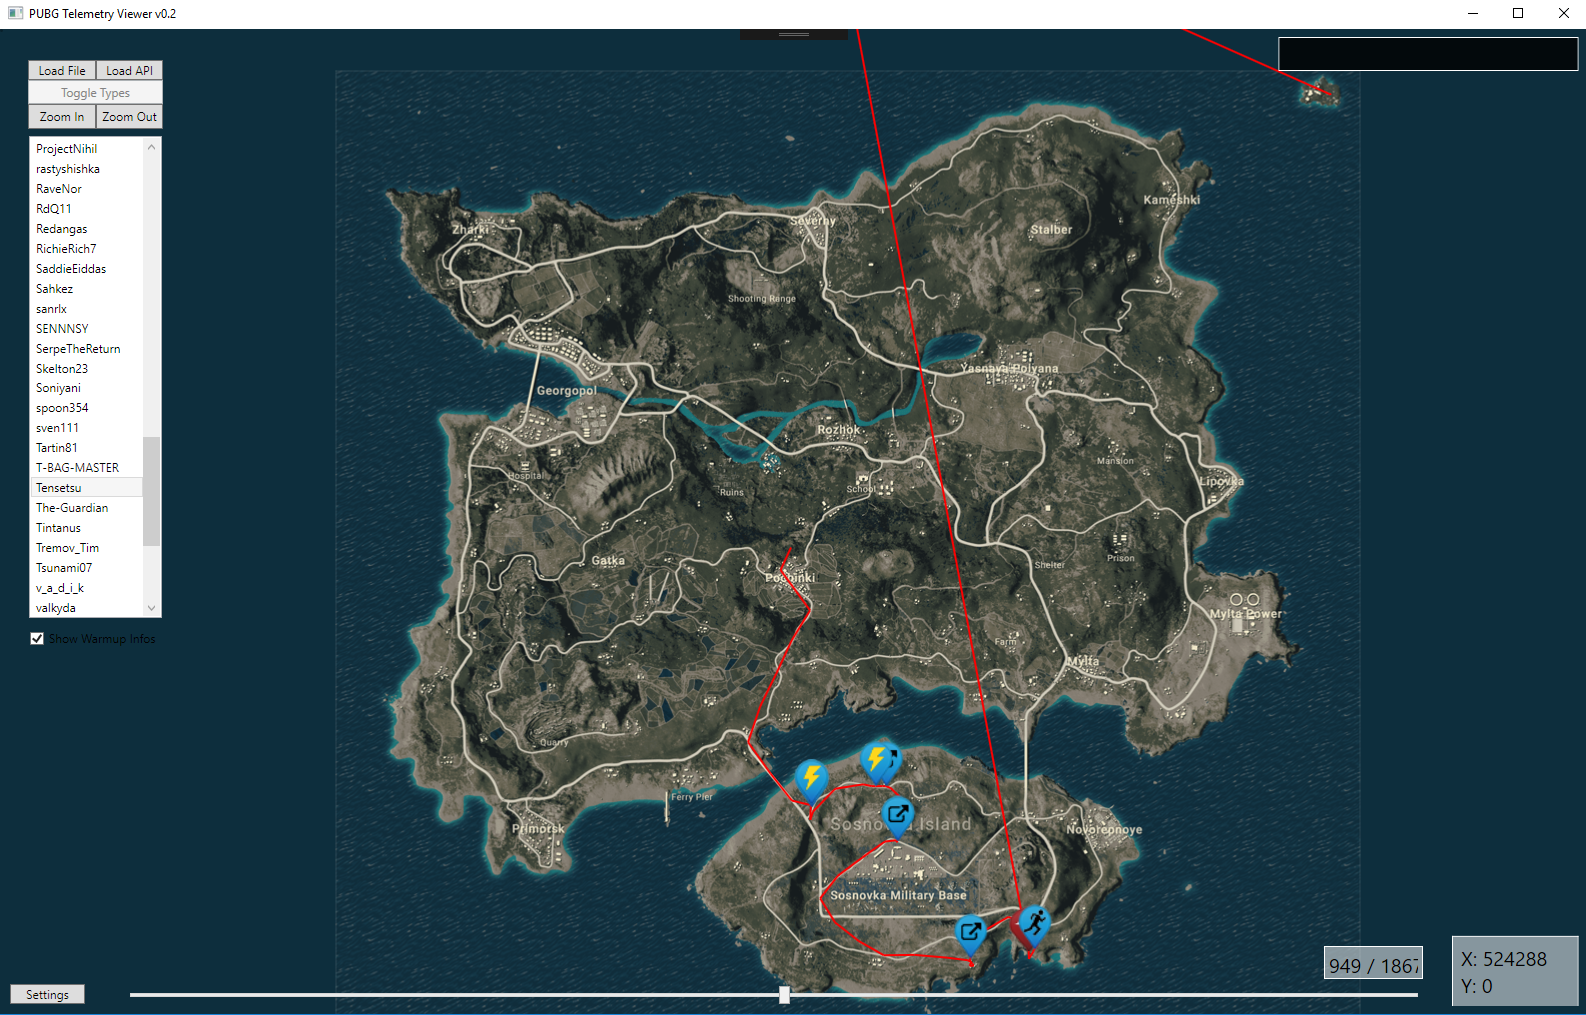 PUBG Telemetry Viewer v0.2
Load File Load API
Toggle Types
Zoom In Zoom Out
ProjectNihil
rastyshishka
RaveNor
RdQ11
Redangas
RichieRich7
SaddieEiddas
Sahkez
sanrlx
SENNNSY
SerpeTheReturn
Skelton23
Soniyani
spoon354
sven111
Tartin81
T-BAG-MASTER
Tensetsu
The-Guardian
Tintanus
Tremov_Tim
Tsunami07
v_a_d_i_k
valkyda
Show Warmup Infos
Kameshki
Severny
Zharki
Stalber
Shooting Range
Yasnaya Polyana
Georgopol
Rozhok
Mansion
Hospital
Lipovka
School
Ruins
Gatka
Prison
Shelter
Pochinki
Mylta Power
Farm
Mylta
Quarry
Ferry Pier
Primorsk
Sosnovka Island
Novorepnoye
Sosnovka Military Base
949 / 1867
X: 524288
Y: 0
Settings